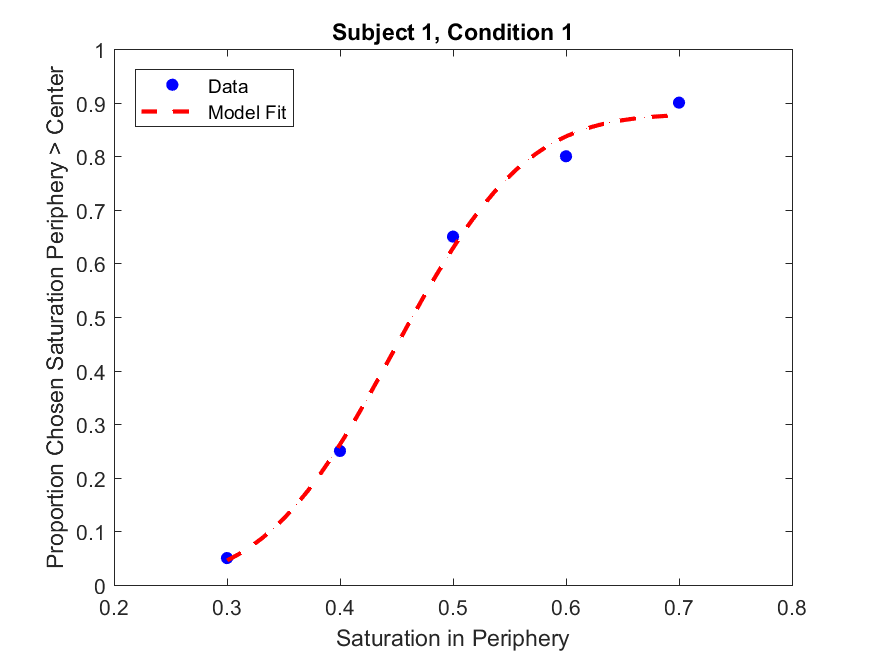 Subject 1, Condition 1
Data
Model Fit
Proportion Chosen Saturation Periphery > Center
1
0.9
0.8
0.7
0.6
0.5
0.4
0.3
0.2
0.1
0
0.2 0.3 0.4 0.5 0.6 0.7 0.8
Saturation in Periphery